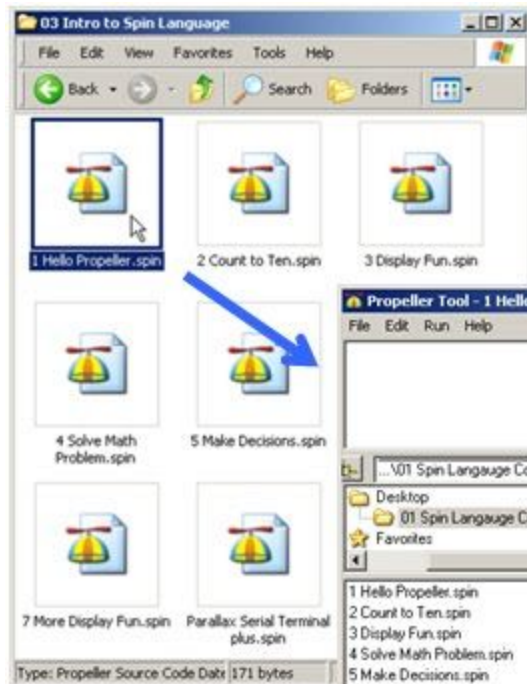 03 Intro to Spin Language
File Edit View Favorites Tools Help
Back Search Folders
1 Hello Propeller.spin 2 Count to Ten.spin 3 Display Fun.spin
Propeller Tool - 1 Hello
File Edit Run Help
4 Solve Math
Problem.spin
5 Make Decisions.spin
...\01 Spin Langauge Co
Desktop
01 Spin Langauge C
Favorites
7 More Display Fun.spin
Parallax Serial Terminal
plus.spin
1 Hello Propeller.spin
2 Count to Ten.spin
3 Display Fun.spin
4 Solve Math Problem.spin
5 Make Decisions.spin
Type: Propeller Source Code Date 171 bytes